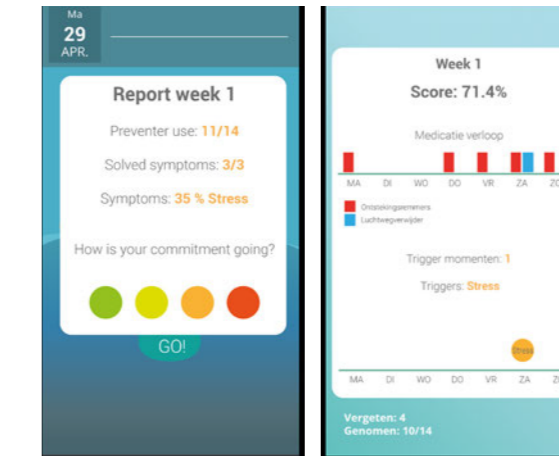 Ma
29
APR.
Report week 1
Preventer use: 11/14
Solved symptoms: 3/3
Symptoms: 35 % Stress
How is your commitment going?
GO!
Week 1
Score: 71.4%
Medicatie verloop
MA DI WO DO VR ZA ZO
Ontstekingsremmers
Luchtwegverwijder
Trigger momenten: 1
Triggers: Stress
Stress
MA DI WO DO VR ZA
Vergeten: 4
Genomen: 10/14